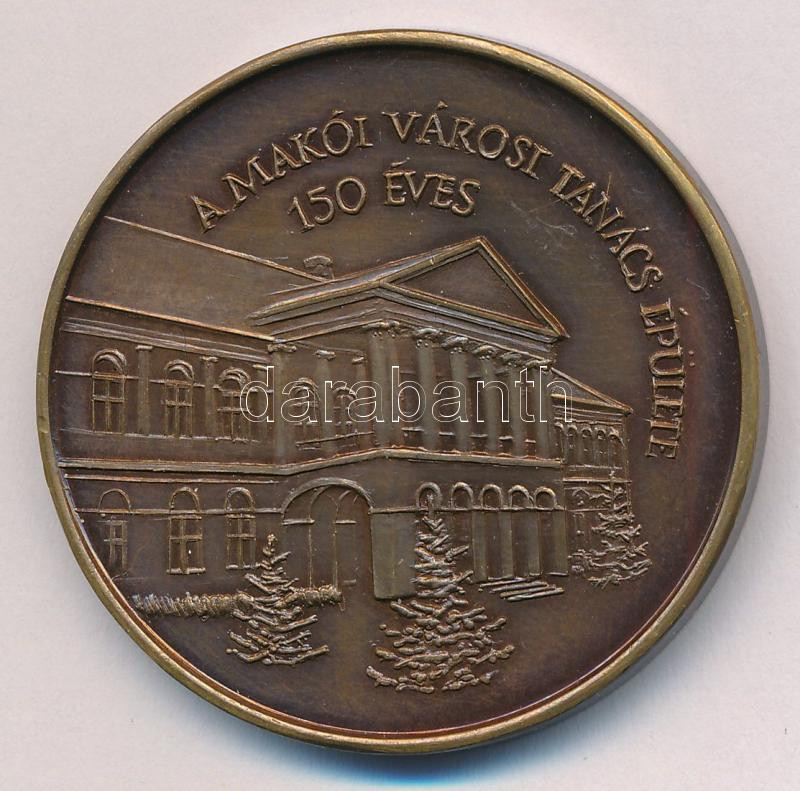 A MAKÓI VÁROSI TANÁCS ÉPÜLETE
150 ÉVES
darabanth